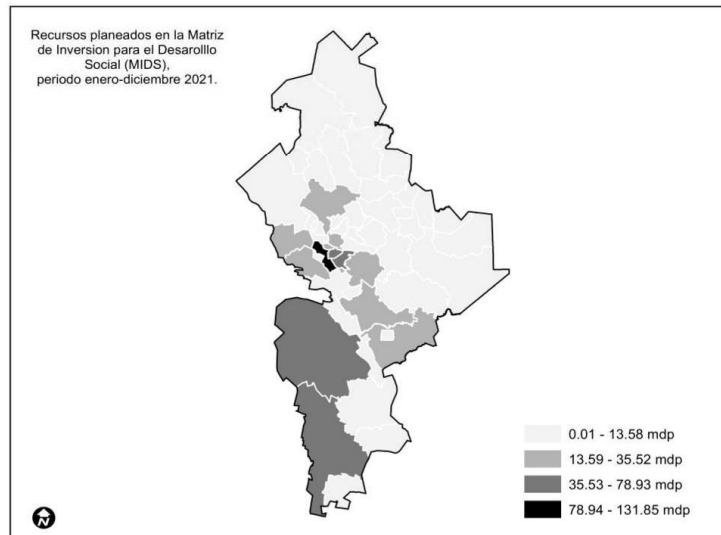 Recursos planeados en la Matriz
de Inversion para el Desarolllo
Social (MIDS),
periodo enero-diciembre 2021.
0.01 - 13.58 mdp
13.59 - 35.52 mdp
35.53 - 78.93 mdp
78.94 - 131.85 mdp
N